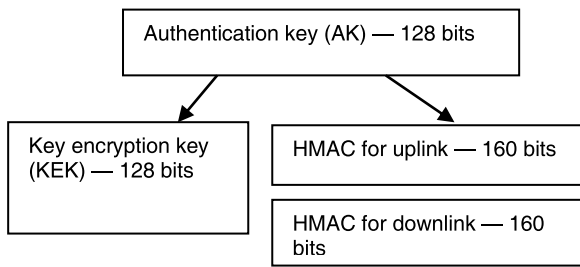 Authentication key (AK) — 128 bits
Key encryption key
(KEK) — 128 bits
HMAC for uplink — 160 bits
HMAC for downlink — 160
bits